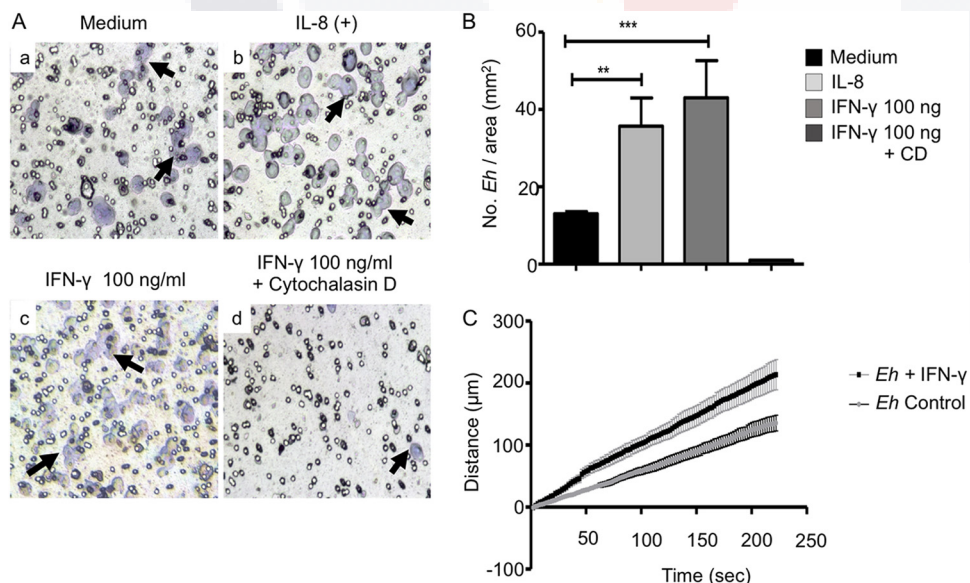 A
Medium
IL-8 (+)
a
b
IFN-γ 100 ng/ml
IFN-γ 100 ng/ml
+ Cytochalasin D
c
d
B
No. Eh / area (mm²)
60
40
20
0
***
**
Medium
IL-8
IFN-γ 100 ng
IFN-γ 100 ng
+ CD
C
Distance (μm)
300
200
100
0
-100
50 100 150 200 250
Time (sec)
Eh + IFN-γ
Eh Control